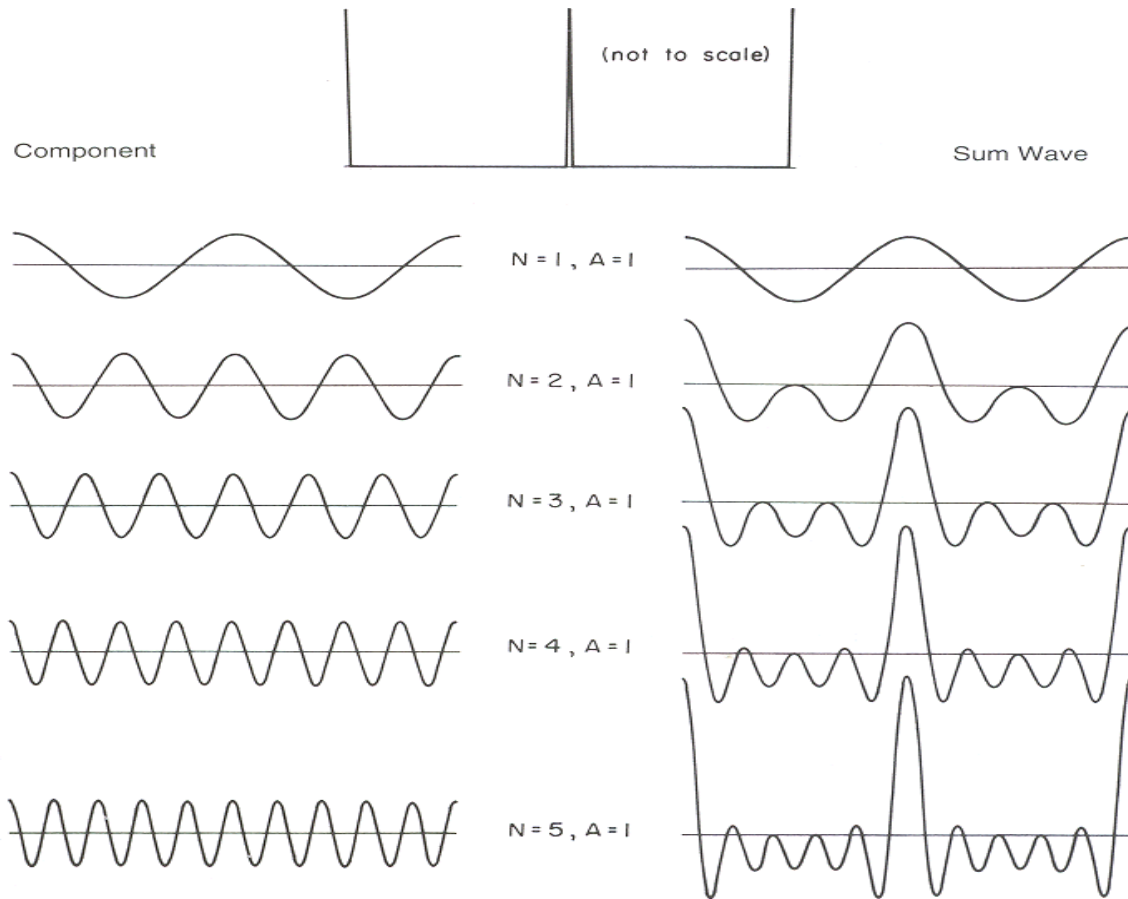 (not to scale)
Component
Sum Wave
N = 1 , A = 1
N = 2 , A = 1
N = 3 , A = 1
N = 4 , A = 1
N = 5 , A = 1